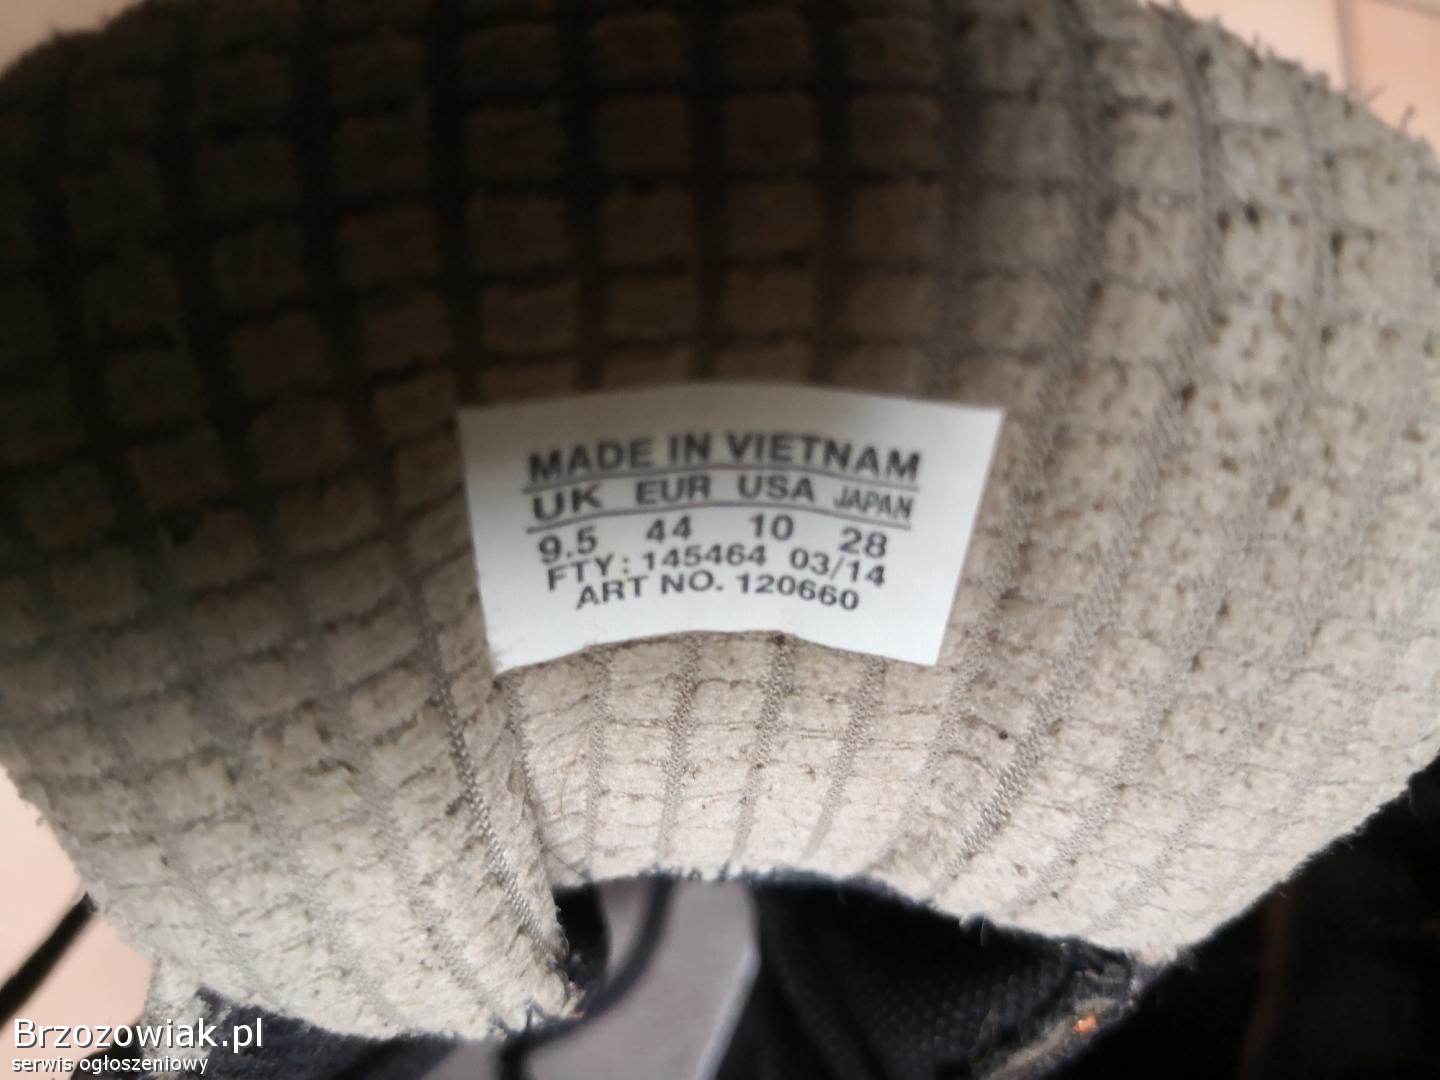 MADE IN VIETNAM
UK EUR USA JAPAN
9.5 44 10 28
FTY: 145464 03/14
ART NO. 120660
Brzozowiak.pl
serwis ogłoszeniowy